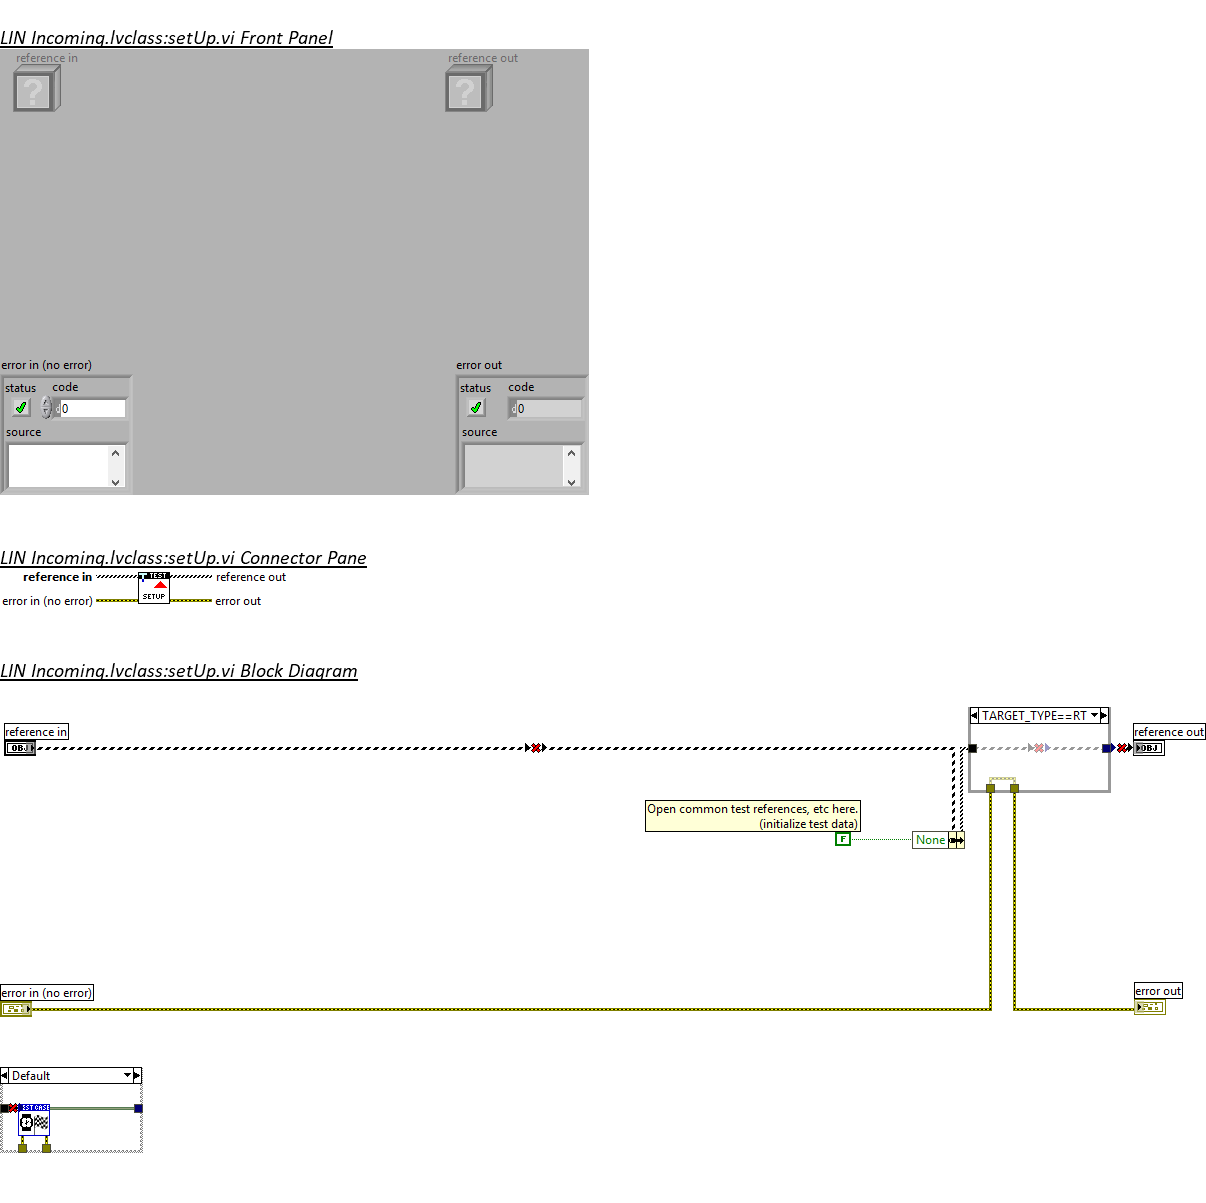 LIN Incoming.lvclass:setUp.vi Front Panel
reference in
reference out
?
?
error in (no error)
error out
status
code
status
code
d
0
d
0
source
source
LIN Incoming.lvclass:setUp.vi Connector Pane
reference in
TEST
reference out
error in (no error)
SETUP
error out
LIN Incoming.lvclass:setUp.vi Block Diagram
TARGET_TYPE==RT
reference in
reference out
OBJ
OBJ
Open common test references, etc here.
(initialize test data)
F
None
error in (no error)
error out
Default